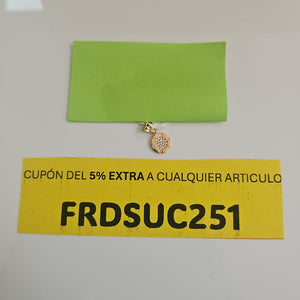 CUPÓN DEL 5% EXTRA A CUALQUIER ARTICULO
FRDSUC251